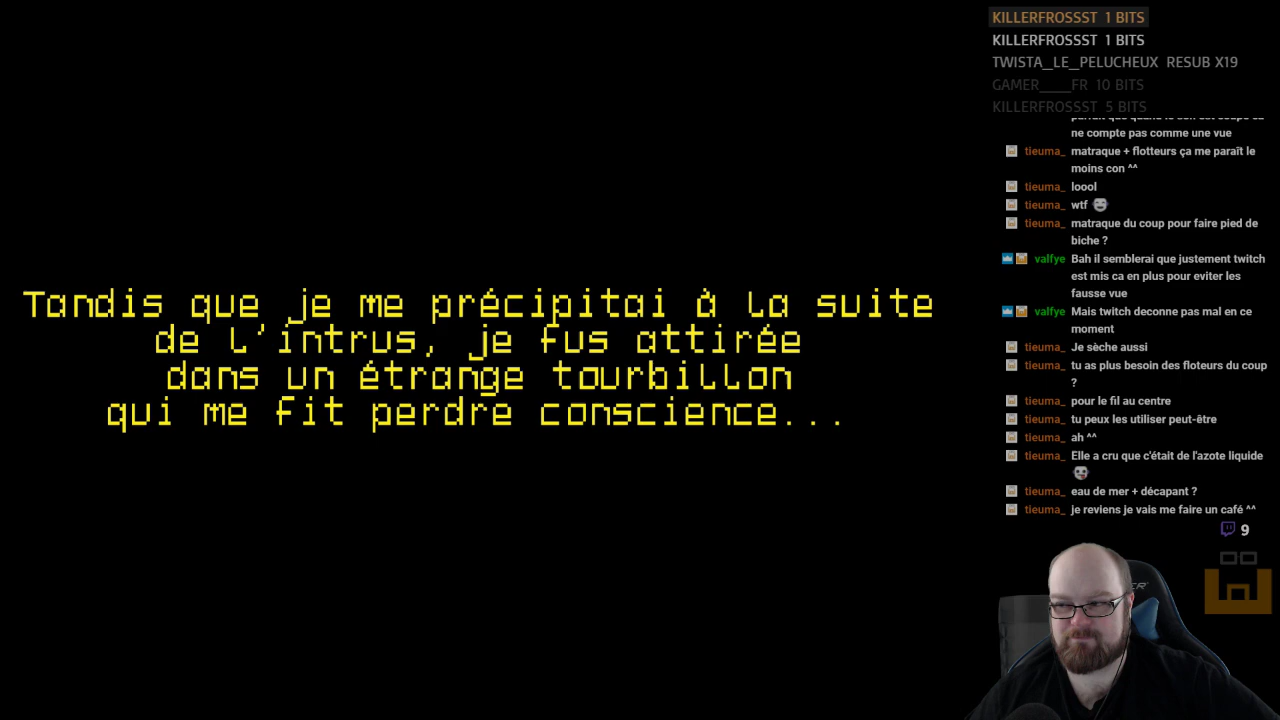 KILLERFROSSST 1 BITS
KILLERFROSSST 1 BITS
TWISTA_LE_PELUCHEUX RESUB X19
GAMER____FR 10 BITS
KILLERFROSSST 5 BITS
ne compte pas comme une vue
tieuma_ matraque + flotteurs ça me paraît le
moins con ^^
tieuma_ loool
tieuma_ wtf
tieuma_ matraque du coup pour faire pied de
biche ?
valfye Bah il semblerai que justement twitch
est mis ca en plus pour eviter les
fausse vue
valfye Mais twitch deconne pas mal en ce
moment
tieuma_ Je sèche aussi
tieuma_ tu as plus besoin des floteurs du coup
?
tieuma_ pour le fil au centre
tieuma_ tu peux les utiliser peut-être
tieuma_ ah ^^
tieuma_ Elle a cru que c'était de l'azote liquide
tieuma_ eau de mer + décapant ?
tieuma_ je reviens je vais me faire un café ^^
9
Tandis que je me précipitai à la suite
de l'intrus, je fus attirée
dans un étrange tourbillon
qui me fit perdre conscience...